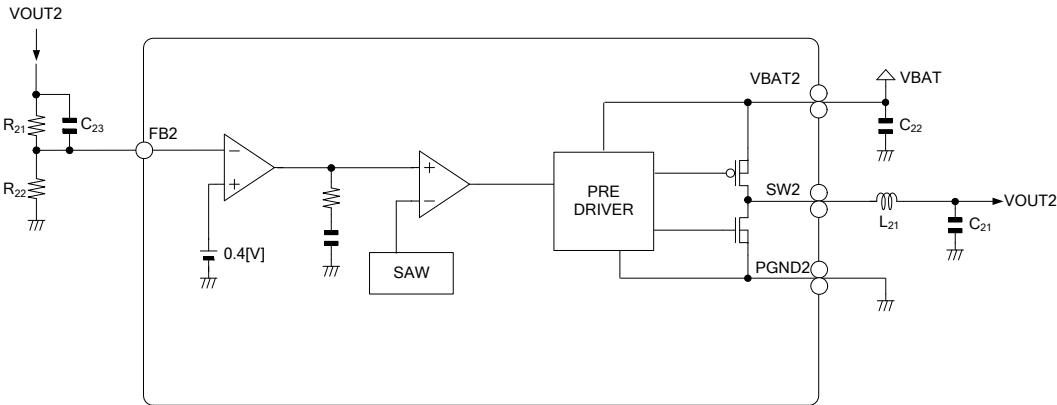 VOUT2
R21
C23
R22
FB2
−
+
0.4[V]
+
−
SAW
PRE
DRIVER
VBAT2
VBAT
C22
SW2
L21
VOUT2
C21
PGND2